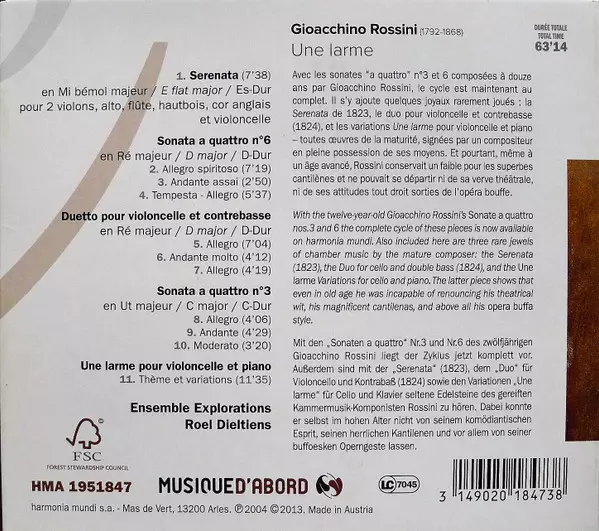 1. Serenata (7'38)
en Mi bémol majeur / E flat major / Es-Dur
pour 2 violons, alto, flûte, hautbois, cor anglais
et violoncelle
Sonata a quattro n°6
en Ré majeur / D major / D-Dur
2. Allegro spiritoso (7'19)
3. Andante assai (2'50)
4. Tempesta - Allegro (5'37)
Duetto pour violoncelle et contrebasse
en Ré majeur / D major / D-Dur
5. Allegro (7'04)
6. Andante molto (4'12)
7. Allegro (4'19)
Sonata a quattro n°3
en Ut majeur / C major / C-Dur
8. Allegro (4'06)
9. Andante (4'29)
10. Moderato (3'20)
Une larme pour violoncelle et piano
11. Thème et variations (11'35)
Ensemble Explorations
Roel Dieltiens
Gioacchino Rossini (1792-1868)
Une larme
DURÉE TOTALE
TOTAL TIME
63'14
Avec les sonates "a quattro" n°3 et 6 composées à douze
ans par Gioacchino Rossini, le cycle est maintenant au
complet. Il s'y ajoute quelques joyaux rarement joués : la
Serenata de 1823, le duo pour violoncelle et contrebasse
(1824), et les variations Une larme pour violoncelle et piano
– toutes œuvres de la maturité, signées par un compositeur
en pleine possession de ses moyens. Et pourtant, même à
un âge avancé, Rossini conservait un faible pour les superbes
cantilènes et ne pouvait se départir ni de sa verve théâtrale,
ni de ses attitudes tout droit sorties de l'opéra bouffe.
With the twelve-year-old Gioacchino Rossini's Sonate a quattro
nos.3 and 6 the complete cycle of these pieces is now available
on harmonia mundi. Also included here are three rare jewels
of chamber music by the mature composer: the Serenata
(1823), the Duo for cello and double bass (1824), and the Une
larme Variations for cello and piano. The latter piece shows that
even in old age he was incapable of renouncing his theatrical
wit, his magnificent cantilenas, and above all his opera buffa
style.
Mit den „Sonaten a quattro" Nr.3 und Nr.6 des zwölfjährigen
Gioacchino Rossini liegt der Zyklus jetzt komplett vor.
Außerdem sind mit der „Serenata" (1823), dem „Duo" für
Violoncello und Kontrabaß (1824) sowie den Variationen „Une
larme" für Cello und Klavier seltene Edelsteine des gereiften
Kammermusik-Komponisten Rossini zu hören. Dabei konnte
er selbst im hohen Alter nicht von seinem komödiantischen
Esprit, seinen herrlichen Kantilenen und vor allem von seiner
buffoesken Operngeste lassen.
FSC
FOREST STEWARDSHIP COUNCIL
HMA 1951847
MUSIQUED'ABORD
LC 7045
3 149020 184738
harmonia mundi s.a. - Mas de Vert, 13200 Arles. ℗ 2004 © 2013. Made in Austria